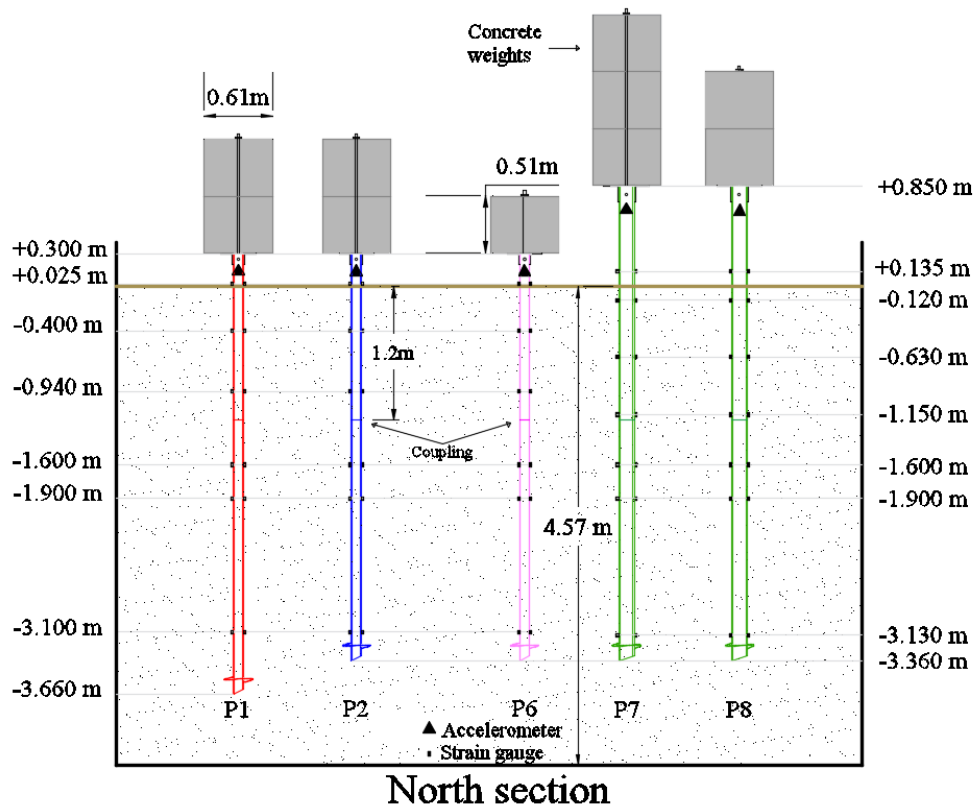 Concrete
weights
0.61m
0.51m
+0.850 m
+0.300 m
+0.025 m
+0.135 m
-0.120 m
-0.400 m
1.2m
-0.630 m
-0.940 m
-1.150 m
Coupling
-1.600 m
-1.600 m
-1.900 m
-1.900 m
4.57 m
-3.100 m
-3.130 m
-3.360 m
-3.660 m
P1
P2
P6
P7
P8
Accelerometer
Strain gauge
North section